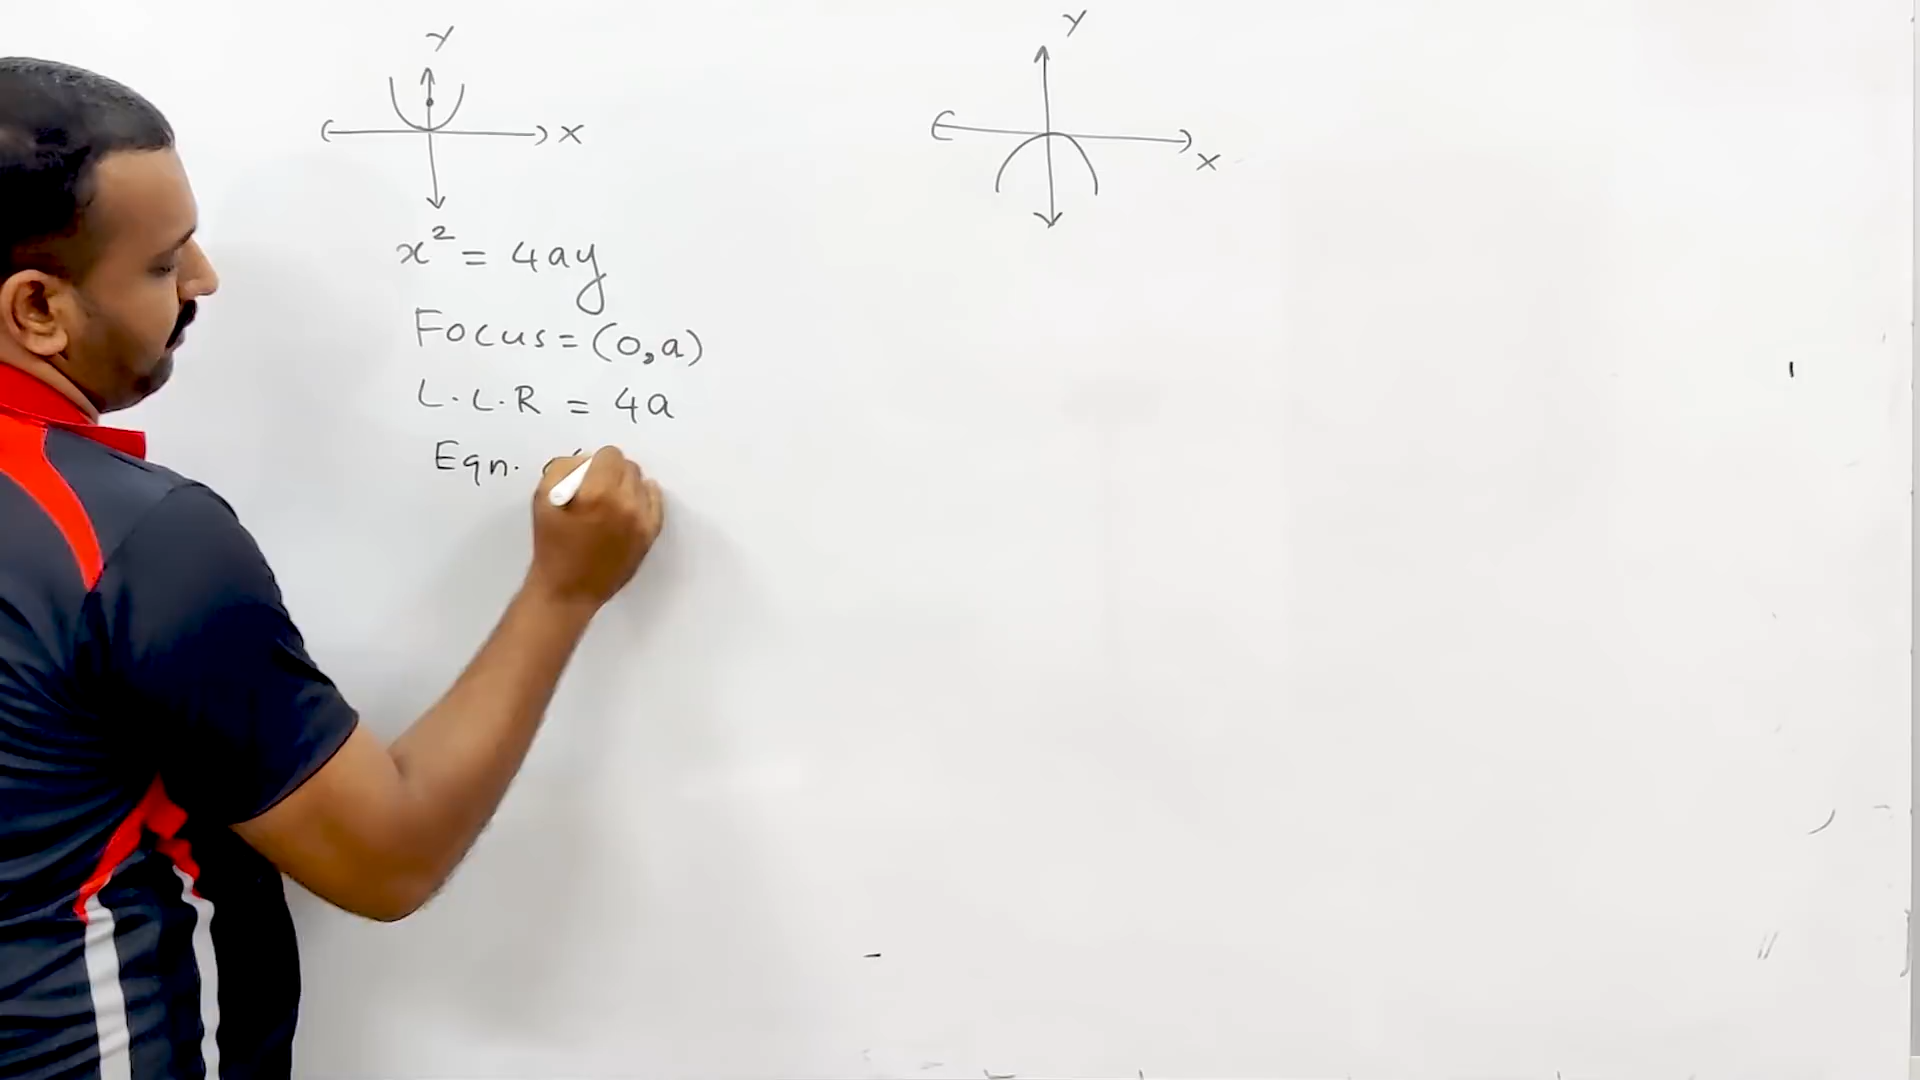 Y
X
x² = 4ay
Focus = (0,a)
L.L.R = 4a
Eqn.
Y
X